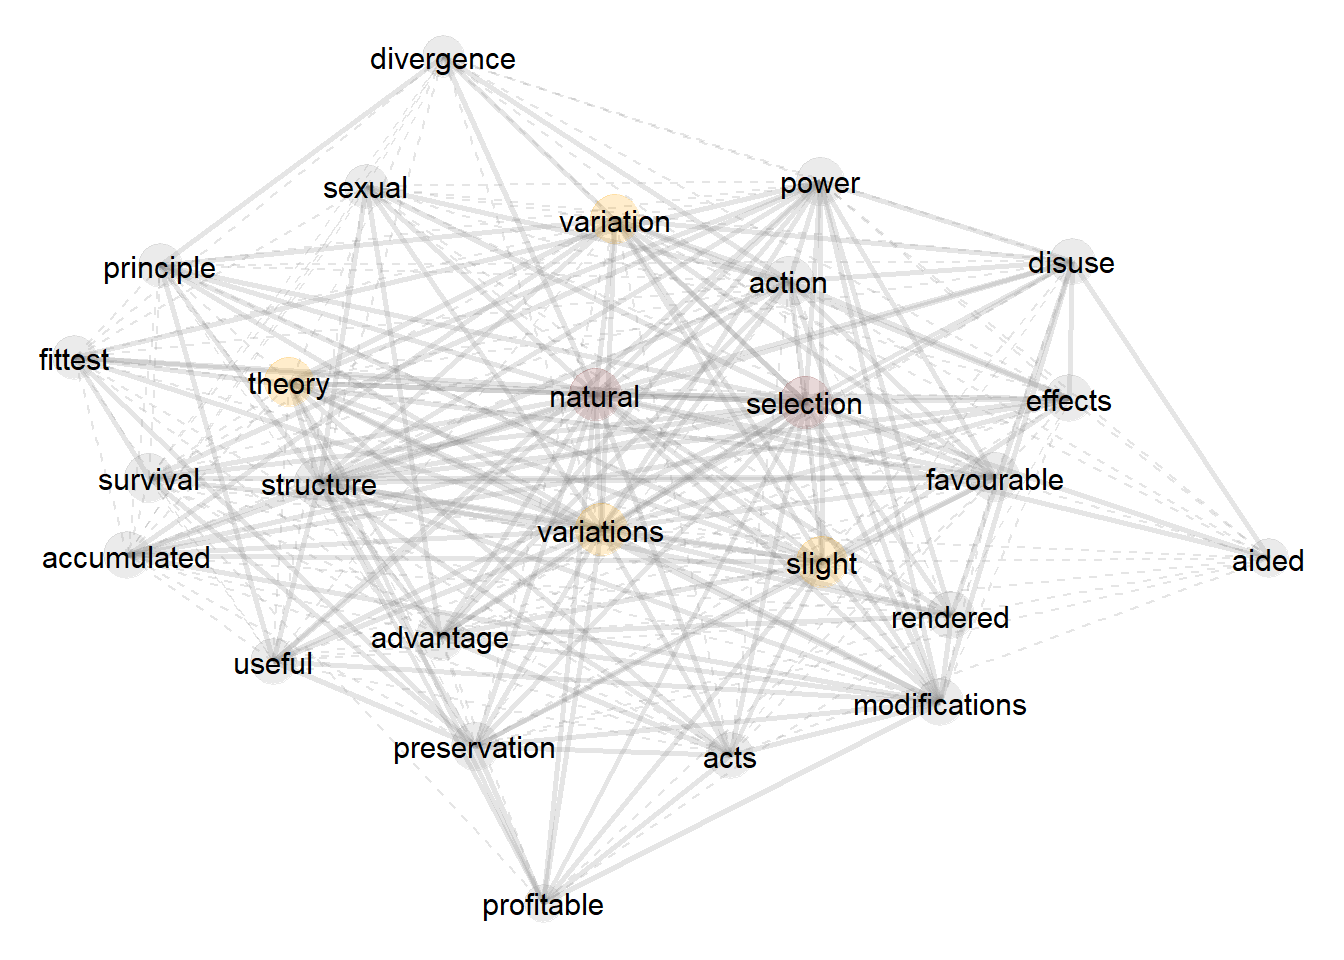 divergence
sexual
power
variation
principle
disuse
action
fittest
theory
natural
selection
effects
survival
structure
favourable
variations
accumulated
slight
aided
rendered
advantage
useful
modifications
preservation
acts
profitable